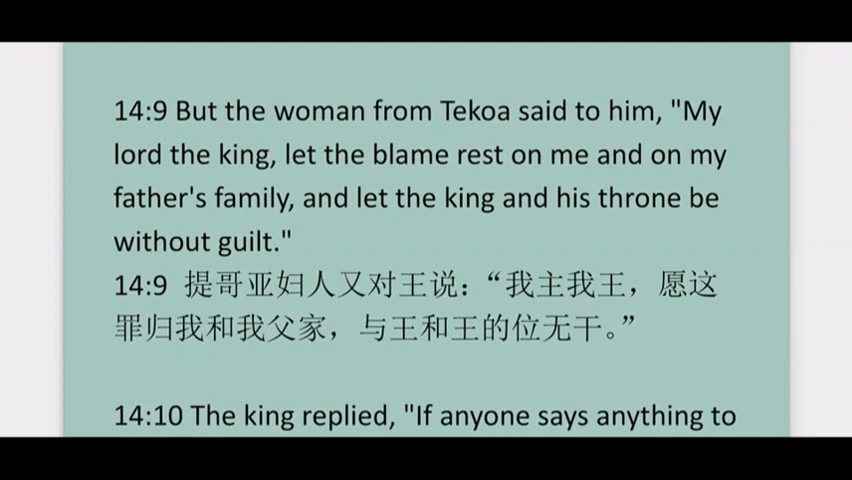 14:9 But the woman from Tekoa said to him, "My
lord the king, let the blame rest on me and on my
father's family, and let the king and his throne be
without guilt."
14:9 提哥亚妇人又对王说：“我主我王，愿这
罪归我和我父家，与王和王的位无干。”
14:10 The king replied, "If anyone says anything to